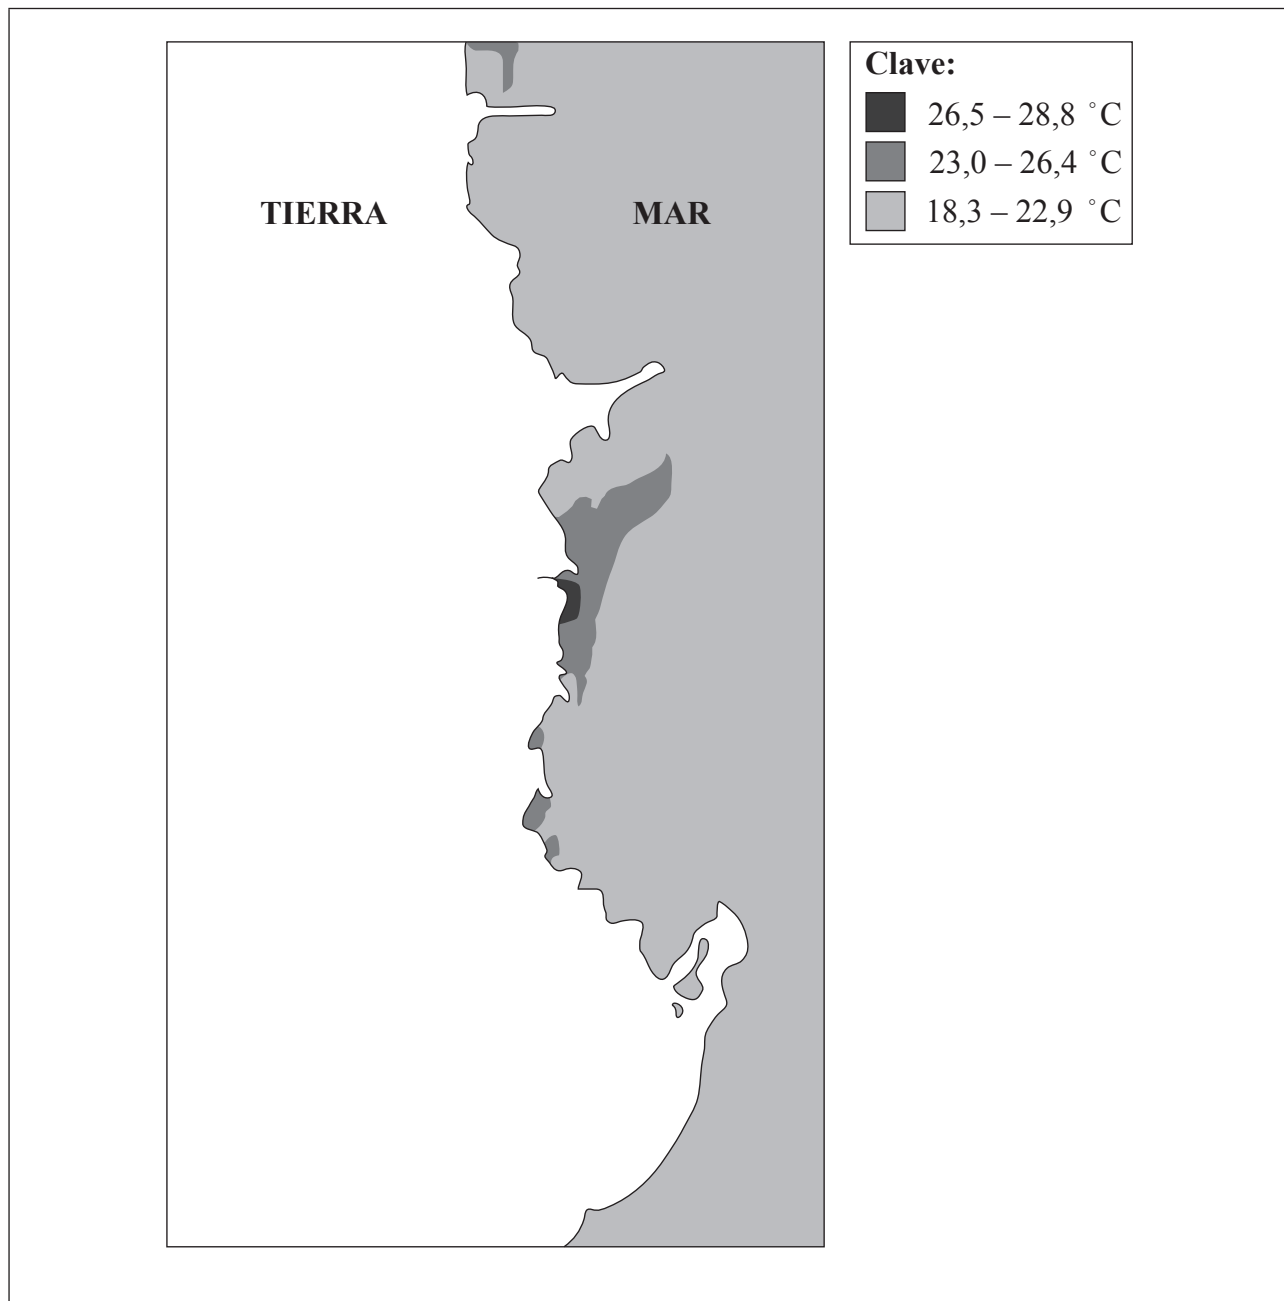 TIERRA
MAR
Clave:
26,5 – 28,8 °C
23,0 – 26,4 °C
18,3 – 22,9 °C